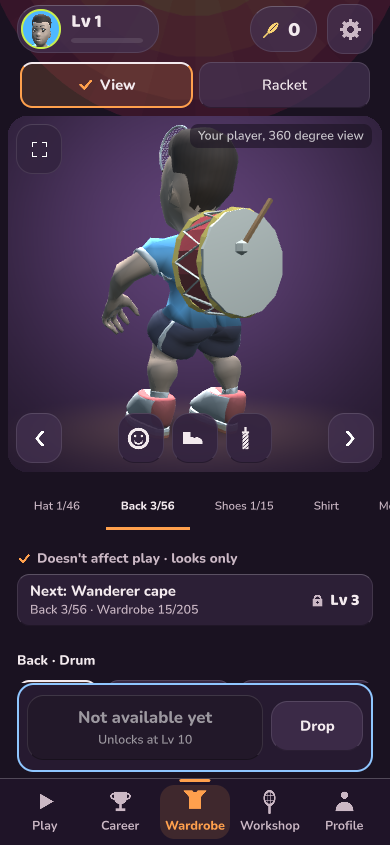 Lv 1
0
View
Racket
Your player, 360 degree view
Hat 1/46
Back 3/56
Shoes 1/15
Shirt
Doesn't affect play · looks only
Next: Wanderer cape
Back 3/56 · Wardrobe 15/205
Lv 3
Back · Drum
Not available yet
Unlocks at Lv 10
Drop
Play
Career
Wardrobe
Workshop
Profile